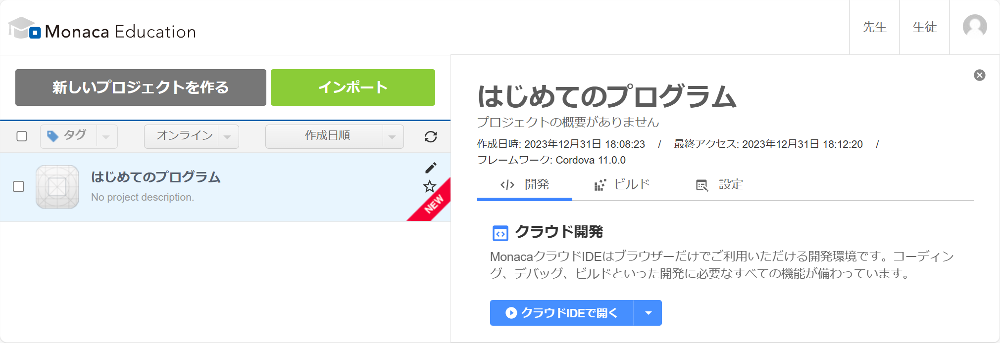 Monaca Education
先生
生徒
新しいプロジェクトを作る
インポート
タグ
オンライン
作成日順
はじめてのプログラム
No project description.
NEW
はじめてのプログラム
プロジェクトの概要がありません
作成日時: 2023年12月31日 18:08:23 / 最終アクセス: 2023年12月31日 18:12:20 /
フレームワーク: Cordova 11.0.0
開発
ビルド
設定
クラウド開発
MonacaクラウドIDEはブラウザーだけでご利用いただける開発環境です。コーディン
グ、デバッグ、ビルドといった開発に必要なすべての機能が備わっています。
クラウドIDEで開く